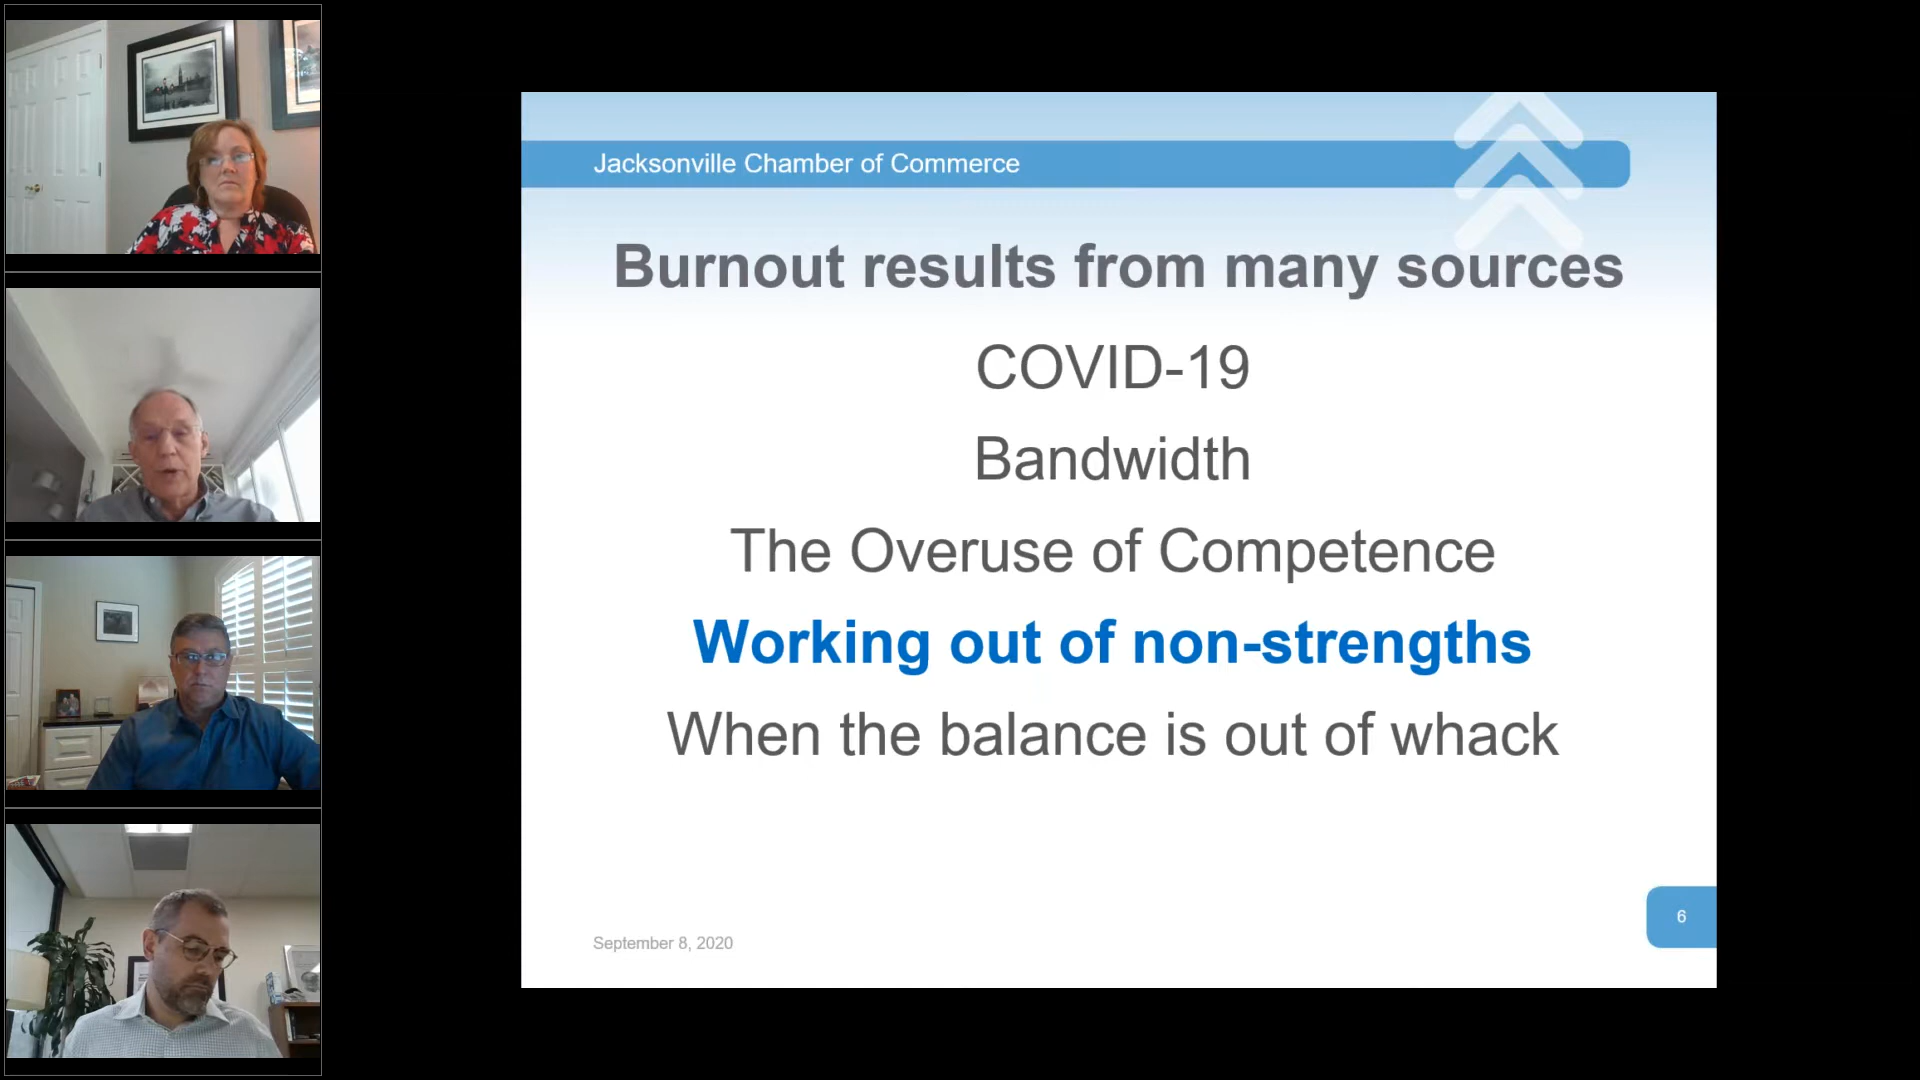 Jacksonville Chamber of Commerce
Burnout results from many sources
COVID-19
Bandwidth
The Overuse of Competence
Working out of non-strengths
When the balance is out of whack
September 8, 2020
6